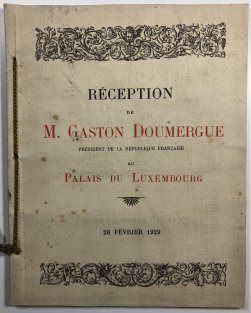 RÉCEPTION
DE
M. GASTON DOUMERGUE
PRÉSIDENT DE LA RÉPUBLIQUE FRANÇAISE
AU
PALAIS DU LUXEMBOURG
28 FÉVRIER 1929